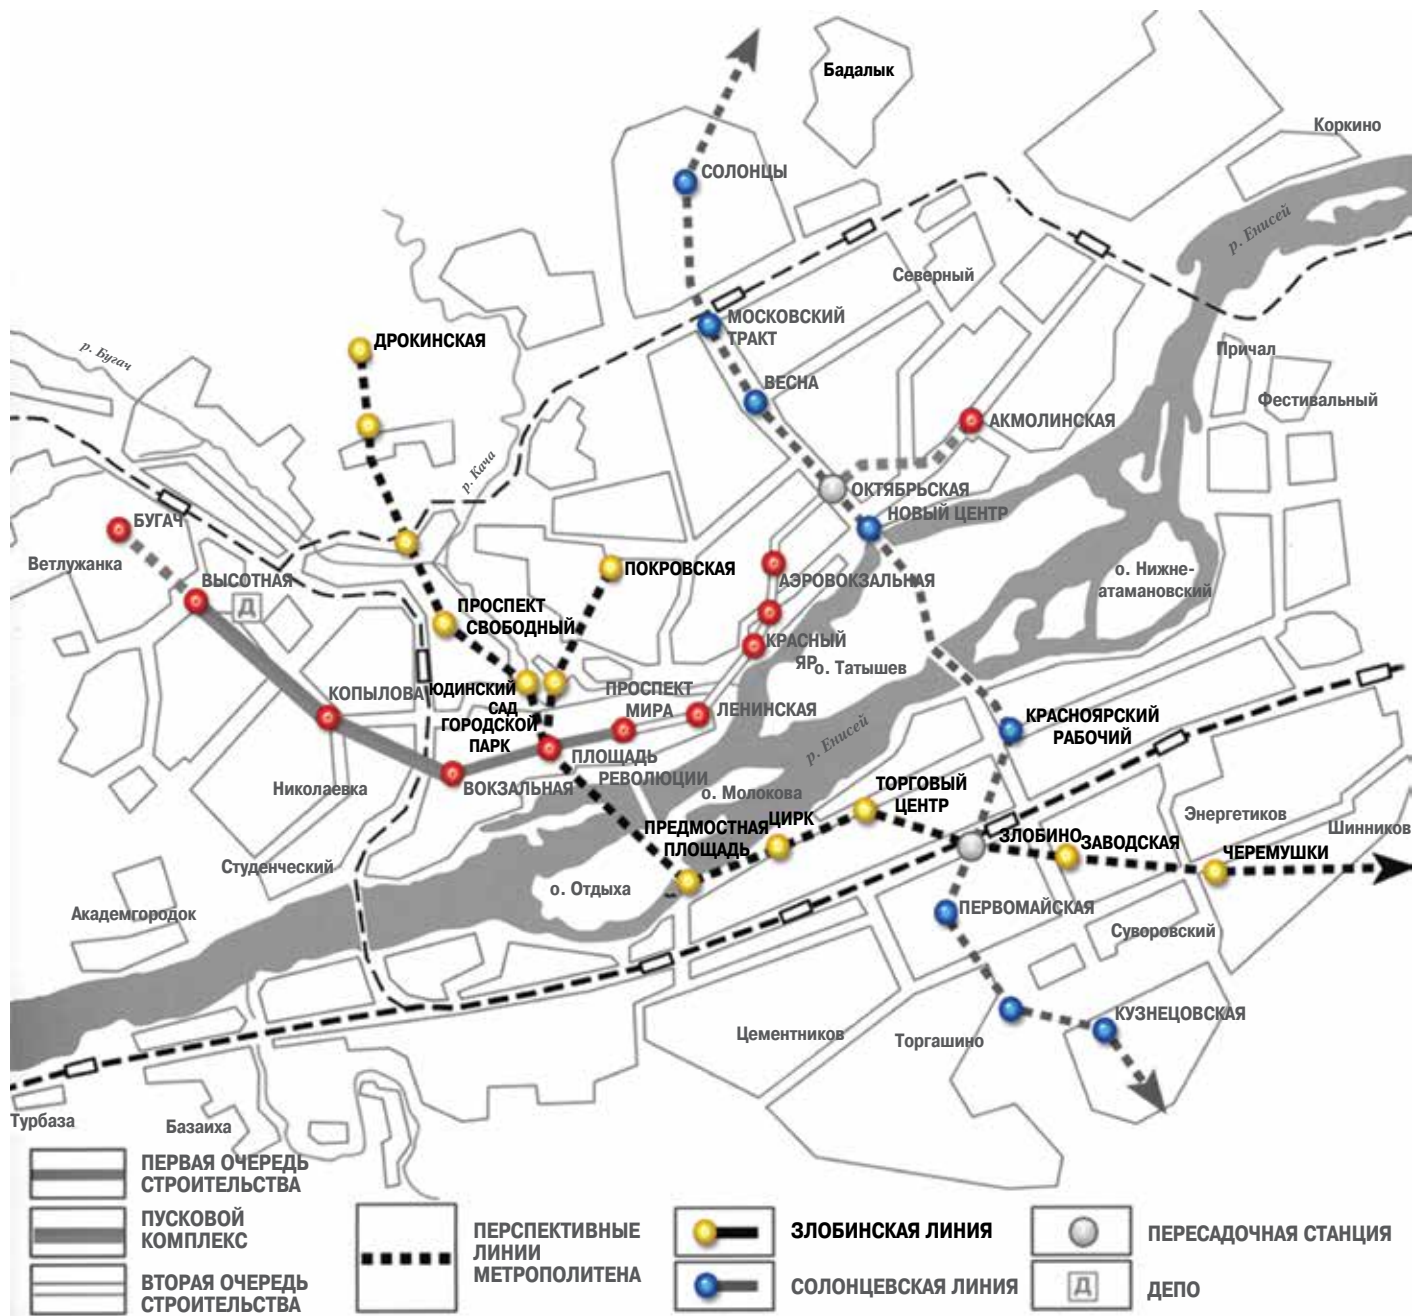 Бадалык
Коркино
СОЛОНЦЫ
р. Енисей
Северный
МОСКОВСКИЙ
ТРАКТ
ДРОКИНСКАЯ
р. Бугач
Причал
ВЕСНА
Фестивальный
АКМОЛИНСКАЯ
р. Кача
ОКТЯБРЬСКАЯ
НОВЫЙ ЦЕНТР
БУГАЧ
Ветлужанка
ВЫСОТНАЯ
Д
ПОКРОВСКАЯ
АЭРОВОКЗАЛЬНАЯ
о. Нижне-
атамановский
ПРОСПЕКТ
СВОБОДНЫЙ
КРАСНЫЙ
ЯР
о. Татышев
КОПЫЛОВА
ЮДИНСКИЙ
САД
ГОРОДСКОЙ
ПАРК
ПРОСПЕКТ
МИРА
ЛЕНИНСКАЯ
КРАСНОЯРСКИЙ
РАБОЧИЙ
р. Енисей
ПЛОЩАДЬ
РЕВОЛЮЦИИ
Николаевка
ВОКЗАЛЬНАЯ
о. Молокова
ТОРГОВЫЙ
ЦЕНТР
ПРЕДМОСТНАЯ
ПЛОЩАДЬ
ЦИРК
ЗЛОБИНО
ЗАВОДСКАЯ
Энергетиков
Шинников
ЧЕРЕМУШКИ
Студенческий
о. Отдыха
Академгородок
ПЕРВОМАЙСКАЯ
Суворовский
КУЗНЕЦОВСКАЯ
Цементников
Торгашино
Турбаза
Базаиха
ПЕРВАЯ ОЧЕРЕДЬ
СТРОИТЕЛЬСТВА
ПУСКОВОЙ
КОМПЛЕКС
ВТОРАЯ ОЧЕРЕДЬ
СТРОИТЕЛЬСТВА
ПЕРСПЕКТИВНЫЕ
ЛИНИИ
МЕТРОПОЛИТЕНА
ЗЛОБИНСКАЯ ЛИНИЯ
СОЛОНЦЕВСКАЯ ЛИНИЯ
ПЕРЕСАДОЧНАЯ СТАНЦИЯ
Д
ДЕПО